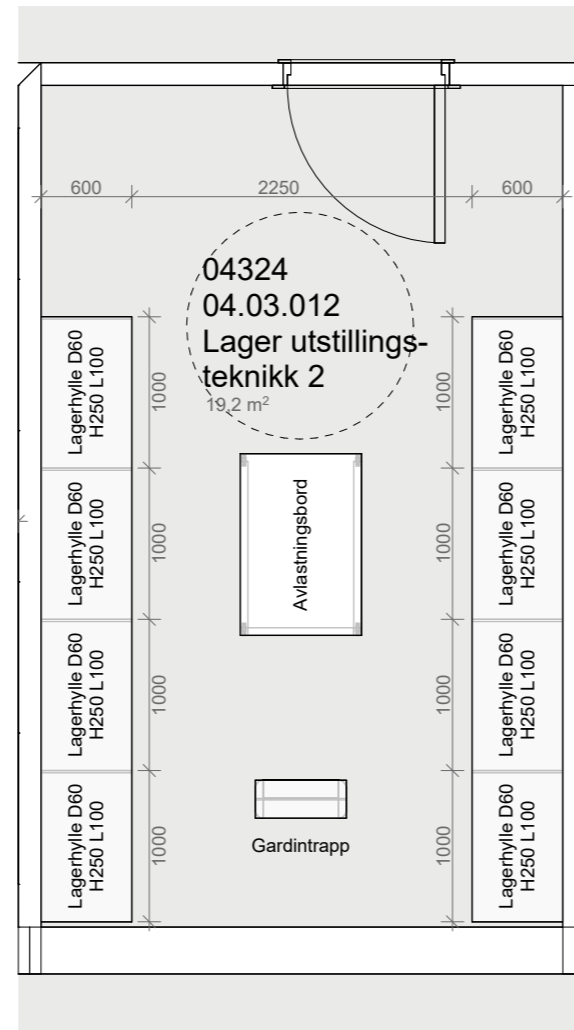 600
2250
600
04324
04.03.012
Lager utstillings-
teknikk 2
19,2 m²
Lagerhylle D60
H250 L100
1000
1000
Lagerhylle D60
H250 L100
Lagerhylle D60
H250 L100
1000
Avlastningsbord
1000
Lagerhylle D60
H250 L100
Lagerhylle D60
H250 L100
1000
1000
Lagerhylle D60
H250 L100
Lagerhylle D60
H250 L100
1000
Gardintrapp
1000
Lagerhylle D60
H250 L100